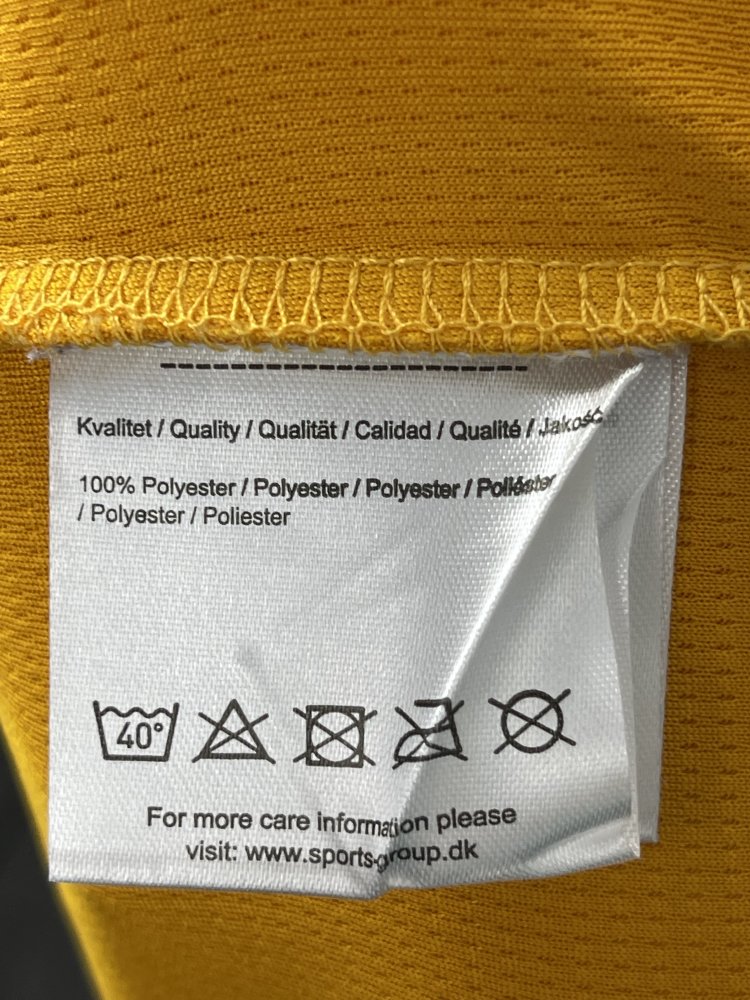 Kvalitet / Quality / Qualität / Calidad / Qualité / Jakość
100% Polyester / Polyester / Polyester / Poliéster
/ Polyester / Poliester
40°
For more care information please
visit: www.sports-group.dk